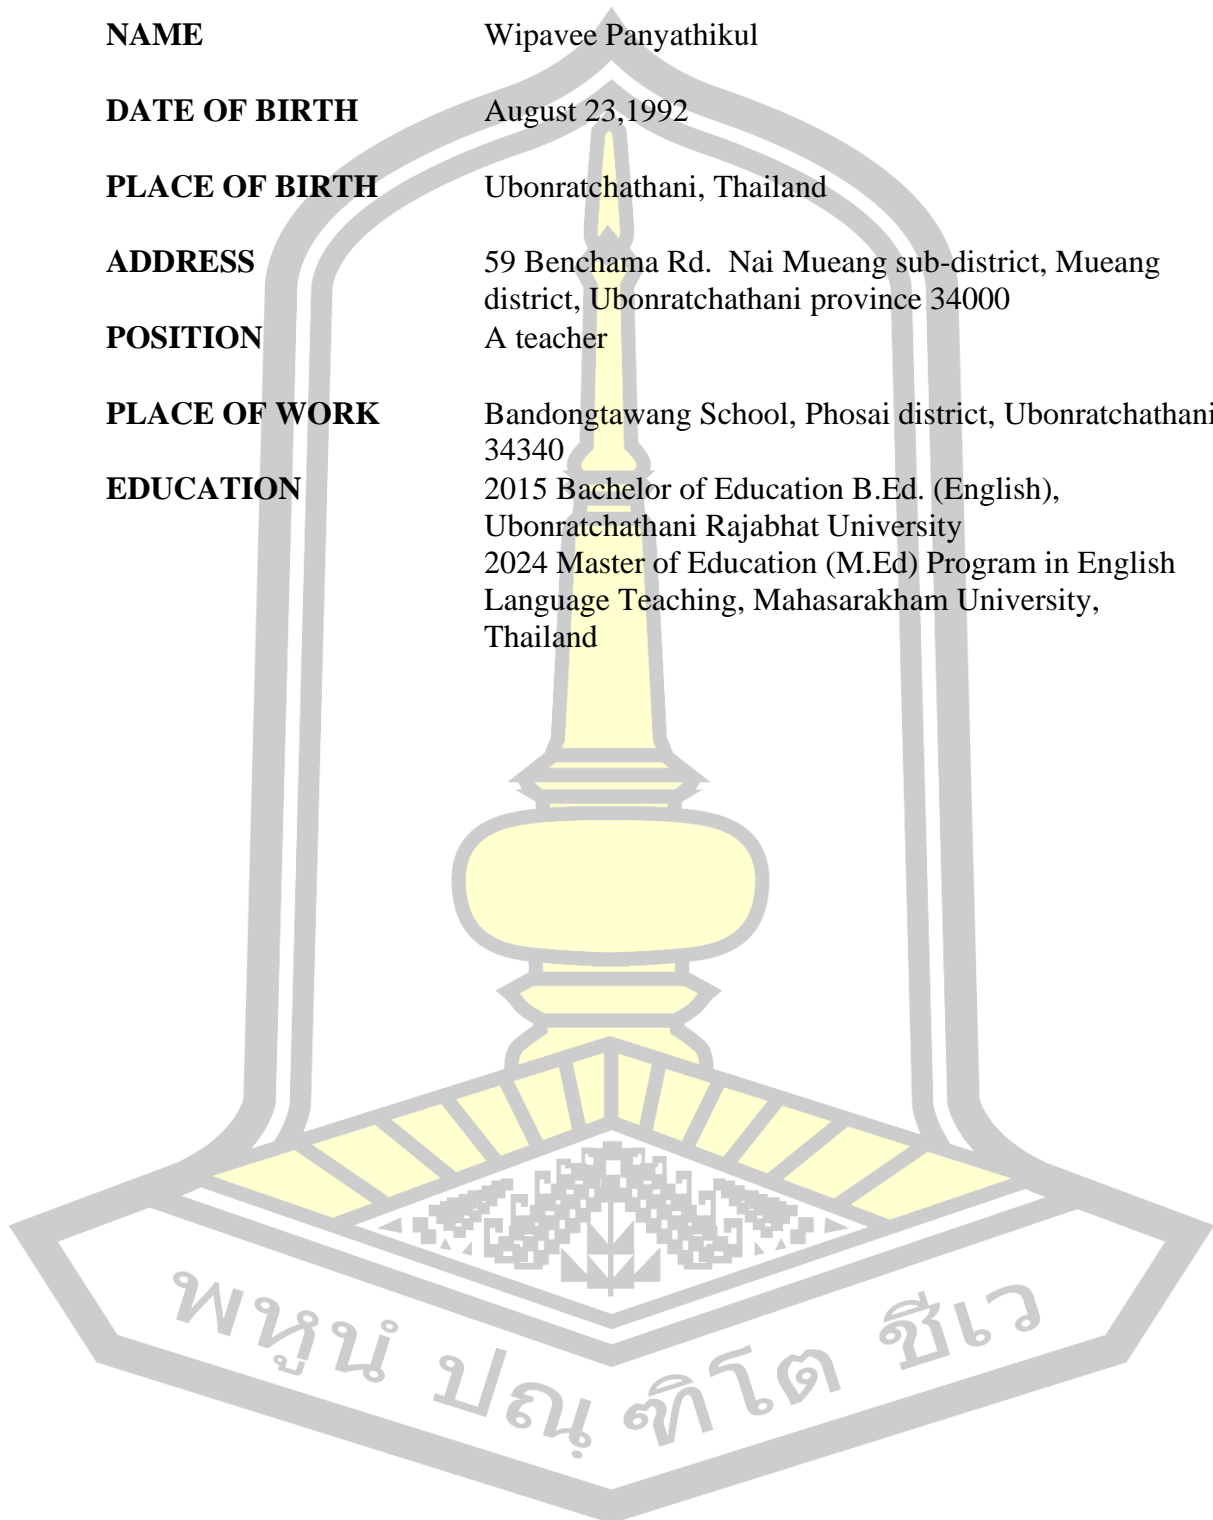 NAME Wipavee Panyathikul
DATE OF BIRTH August 23,1992
PLACE OF BIRTH Ubonratchathani, Thailand
ADDRESS 59 Benchama Rd. Nai Mueang sub-district, Mueang
district, Ubonratchathani province 34000
POSITION A teacher
PLACE OF WORK Bandongtawang School, Phosai district, Ubonratchathani
34340
EDUCATION 2015 Bachelor of Education B.Ed. (English),
Ubonratchathani Rajabhat University
2024 Master of Education (M.Ed) Program in English
Language Teaching, Mahasarakham University,
Thailand
พหูนํ ปณฺฑิโต ชีเว